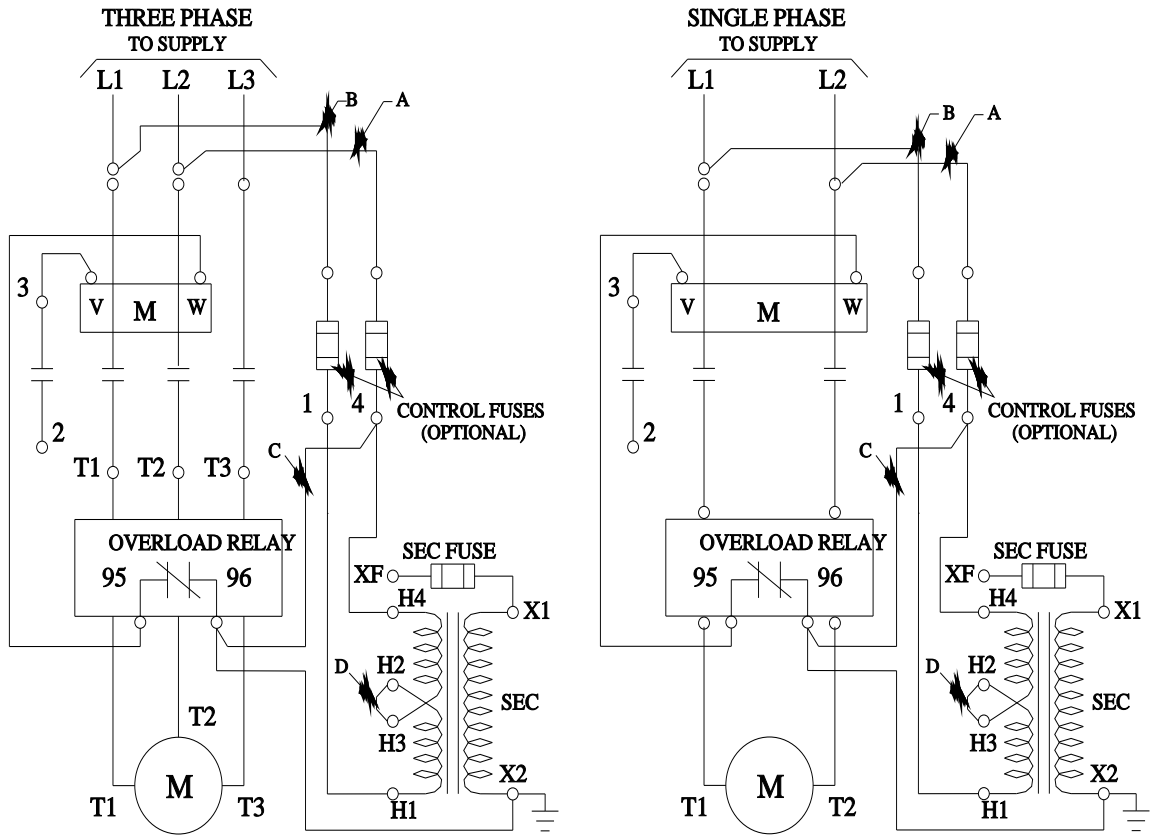 THREE PHASE
TO SUPPLY
L1 L2 L3
B A
3
V M W
1 4
CONTROL FUSES
(OPTIONAL)
2
C
T1 T2 T3
OVERLOAD RELAY
95 96
SEC FUSE
XF
H4 X1
D H2
SEC
T2
H3
M
X2
T1 T3
H1
SINGLE PHASE
TO SUPPLY
L1 L2
B A
3
V M W
1 4
CONTROL FUSES
(OPTIONAL)
2
C
OVERLOAD RELAY
95 96
SEC FUSE
XF
H4 X1
D H2
SEC
H3
M
X2
T1 T2
H1